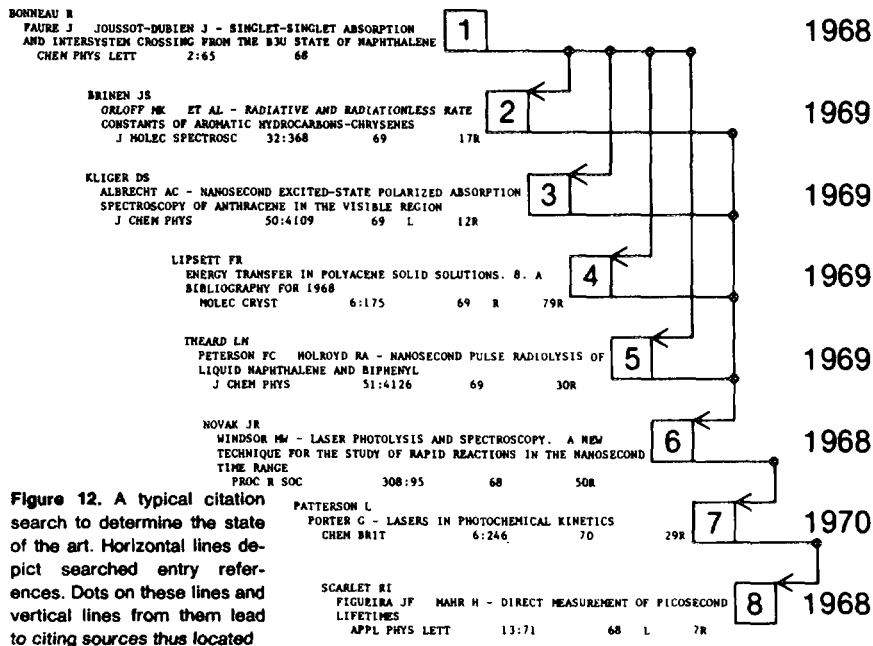 BONNEAU R
FAURE J JOUSSOT-DUBIEN J - SINGLET-SINGLET ABSORPTION
AND INTERSYSTEM CROSSING FROM THE B3U STATE OF NAPHTHALENE
CHEM PHYS LETT 2:65 68
1
1968
BRINEN JS
ORLOFF MK ET AL - RADIATIVE AND RADIATIONLESS RATE
CONSTANTS OF AROMATIC HYDROCARBONS-CHRYSENES
J MOLEC SPECTROSC 32:368 69 17R
2
1969
KLIGER DS
ALBRECHT AC - NANOSECOND EXCITED-STATE POLARIZED ABSORPTION
SPECTROSCOPY OF ANTHRACENE IN THE VISIBLE REGION
J CHEM PHYS 50:4109 69 L 12R
3
1969
LIPSETT FR
ENERGY TRANSFER IN POLYACENE SOLID SOLUTIONS. 8. A
BIBLIOGRAPHY FOR 1968
MOLEC CRYST 6:175 69 R 79R
4
1969
THEARD LM
PETERSON FC HOLROYD RA - NANOSECOND PULSE RADIOLYSIS OF
LIQUID NAPHTHALENE AND BIPHENYL
J CHEM PHYS 51:4126 69 30R
5
1969
NOVAK JR
WINDSOR MW - LASER PHOTOLYSIS AND SPECTROSCOPY. A NEW
TECHNIQUE FOR THE STUDY OF RAPID REACTIONS IN THE NANOSECOND
TIME RANGE
PROC R SOC 308:95 68 50R
6
1968
PATTERSON L
PORTER G - LASERS IN PHOTOCHEMICAL KINETICS
CHEM BRIT 6:246 70 29R
7
1970
SCARLET RI
FIGUEIRA JF MAHR H - DIRECT MEASUREMENT OF PICOSECOND
LIFETIMES
APPL PHYS LETT 13:71 68 L 7R
8
1968
Figure 12. A typical citation
search to determine the state
of the art. Horizontal lines de-
pict searched entry refer-
ences. Dots on these lines and
vertical lines from them lead
to citing sources thus located